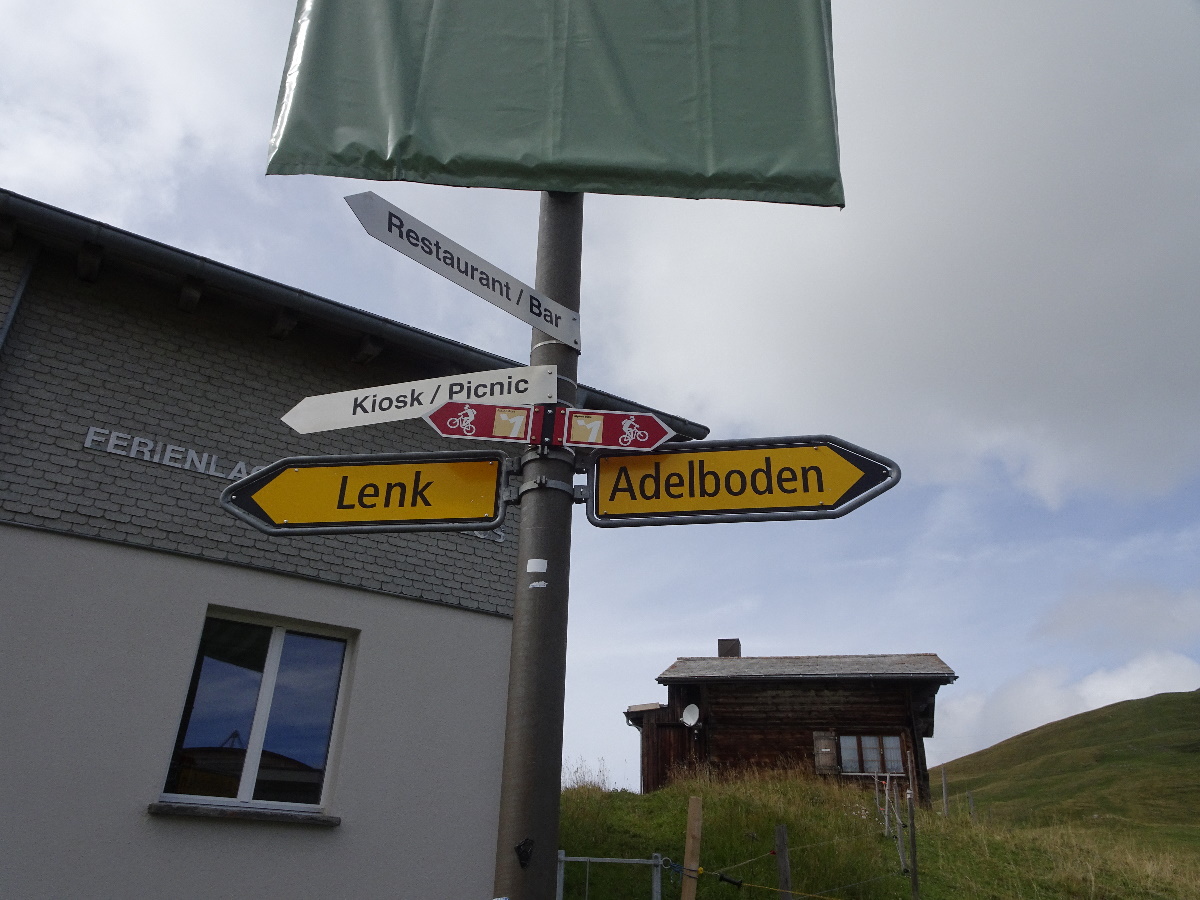 Restaurant / Bar
Kiosk / Picnic
1
1
FERIENLA
Lenk
Adelboden